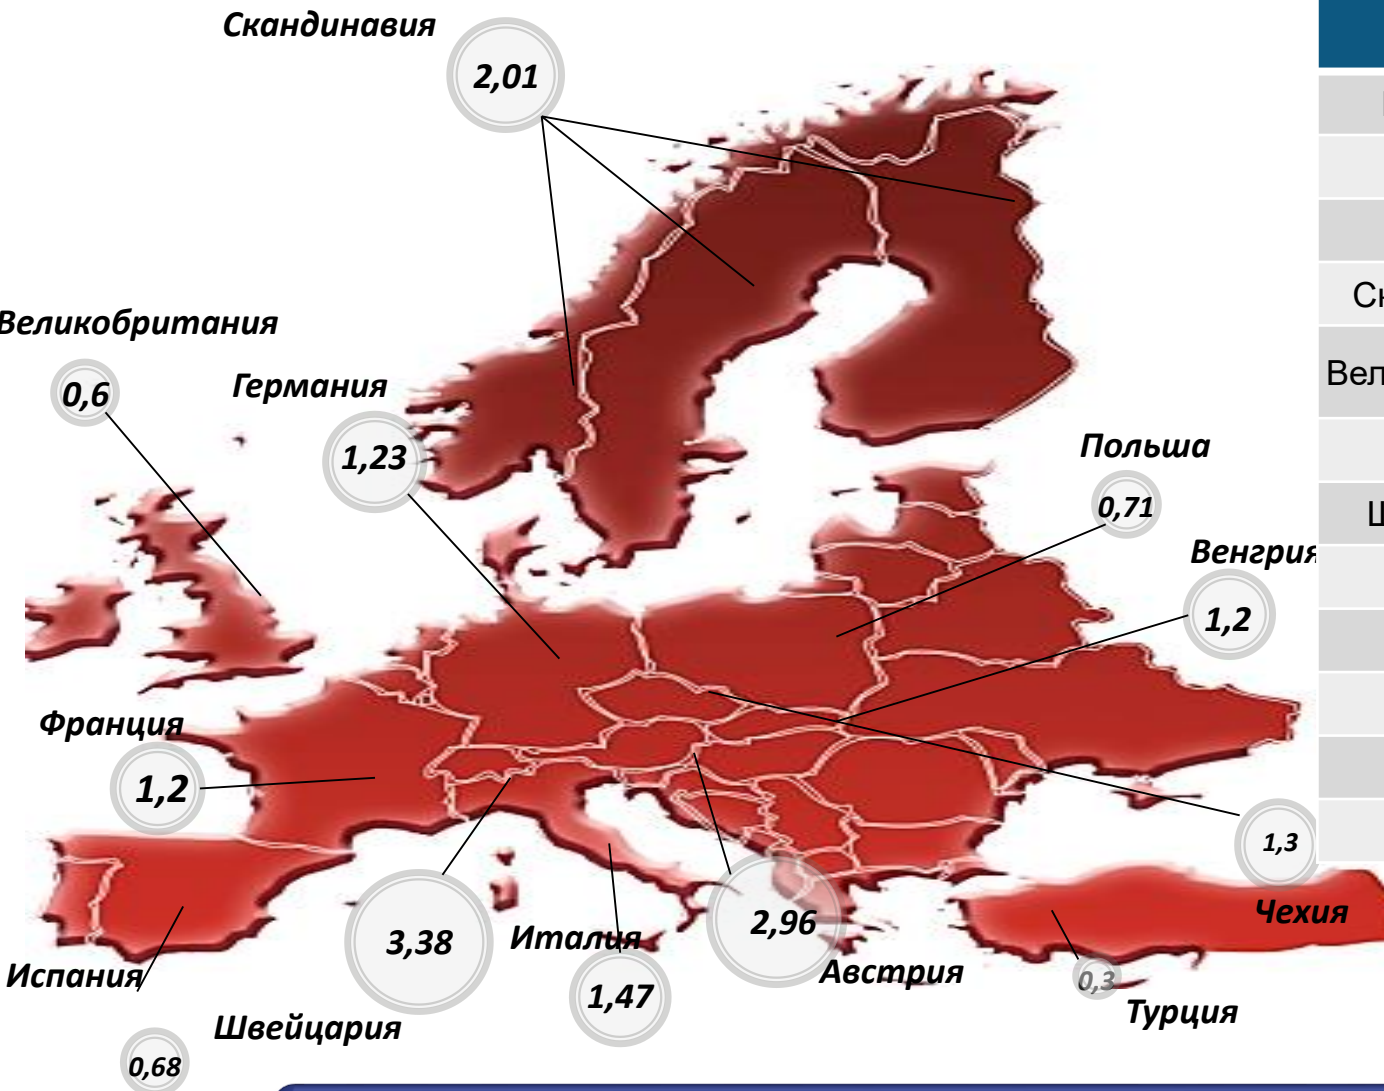 Скандинавия
2,01
Великобритания
0,6
Германия
1,23
Польша
0,71
Венгрия
1,2
Франция
1,2
1,3
Чехия
3,38
Италия
2,96
Австрия
Испания
1,47
0,3
Турция
Швейцария
0,68